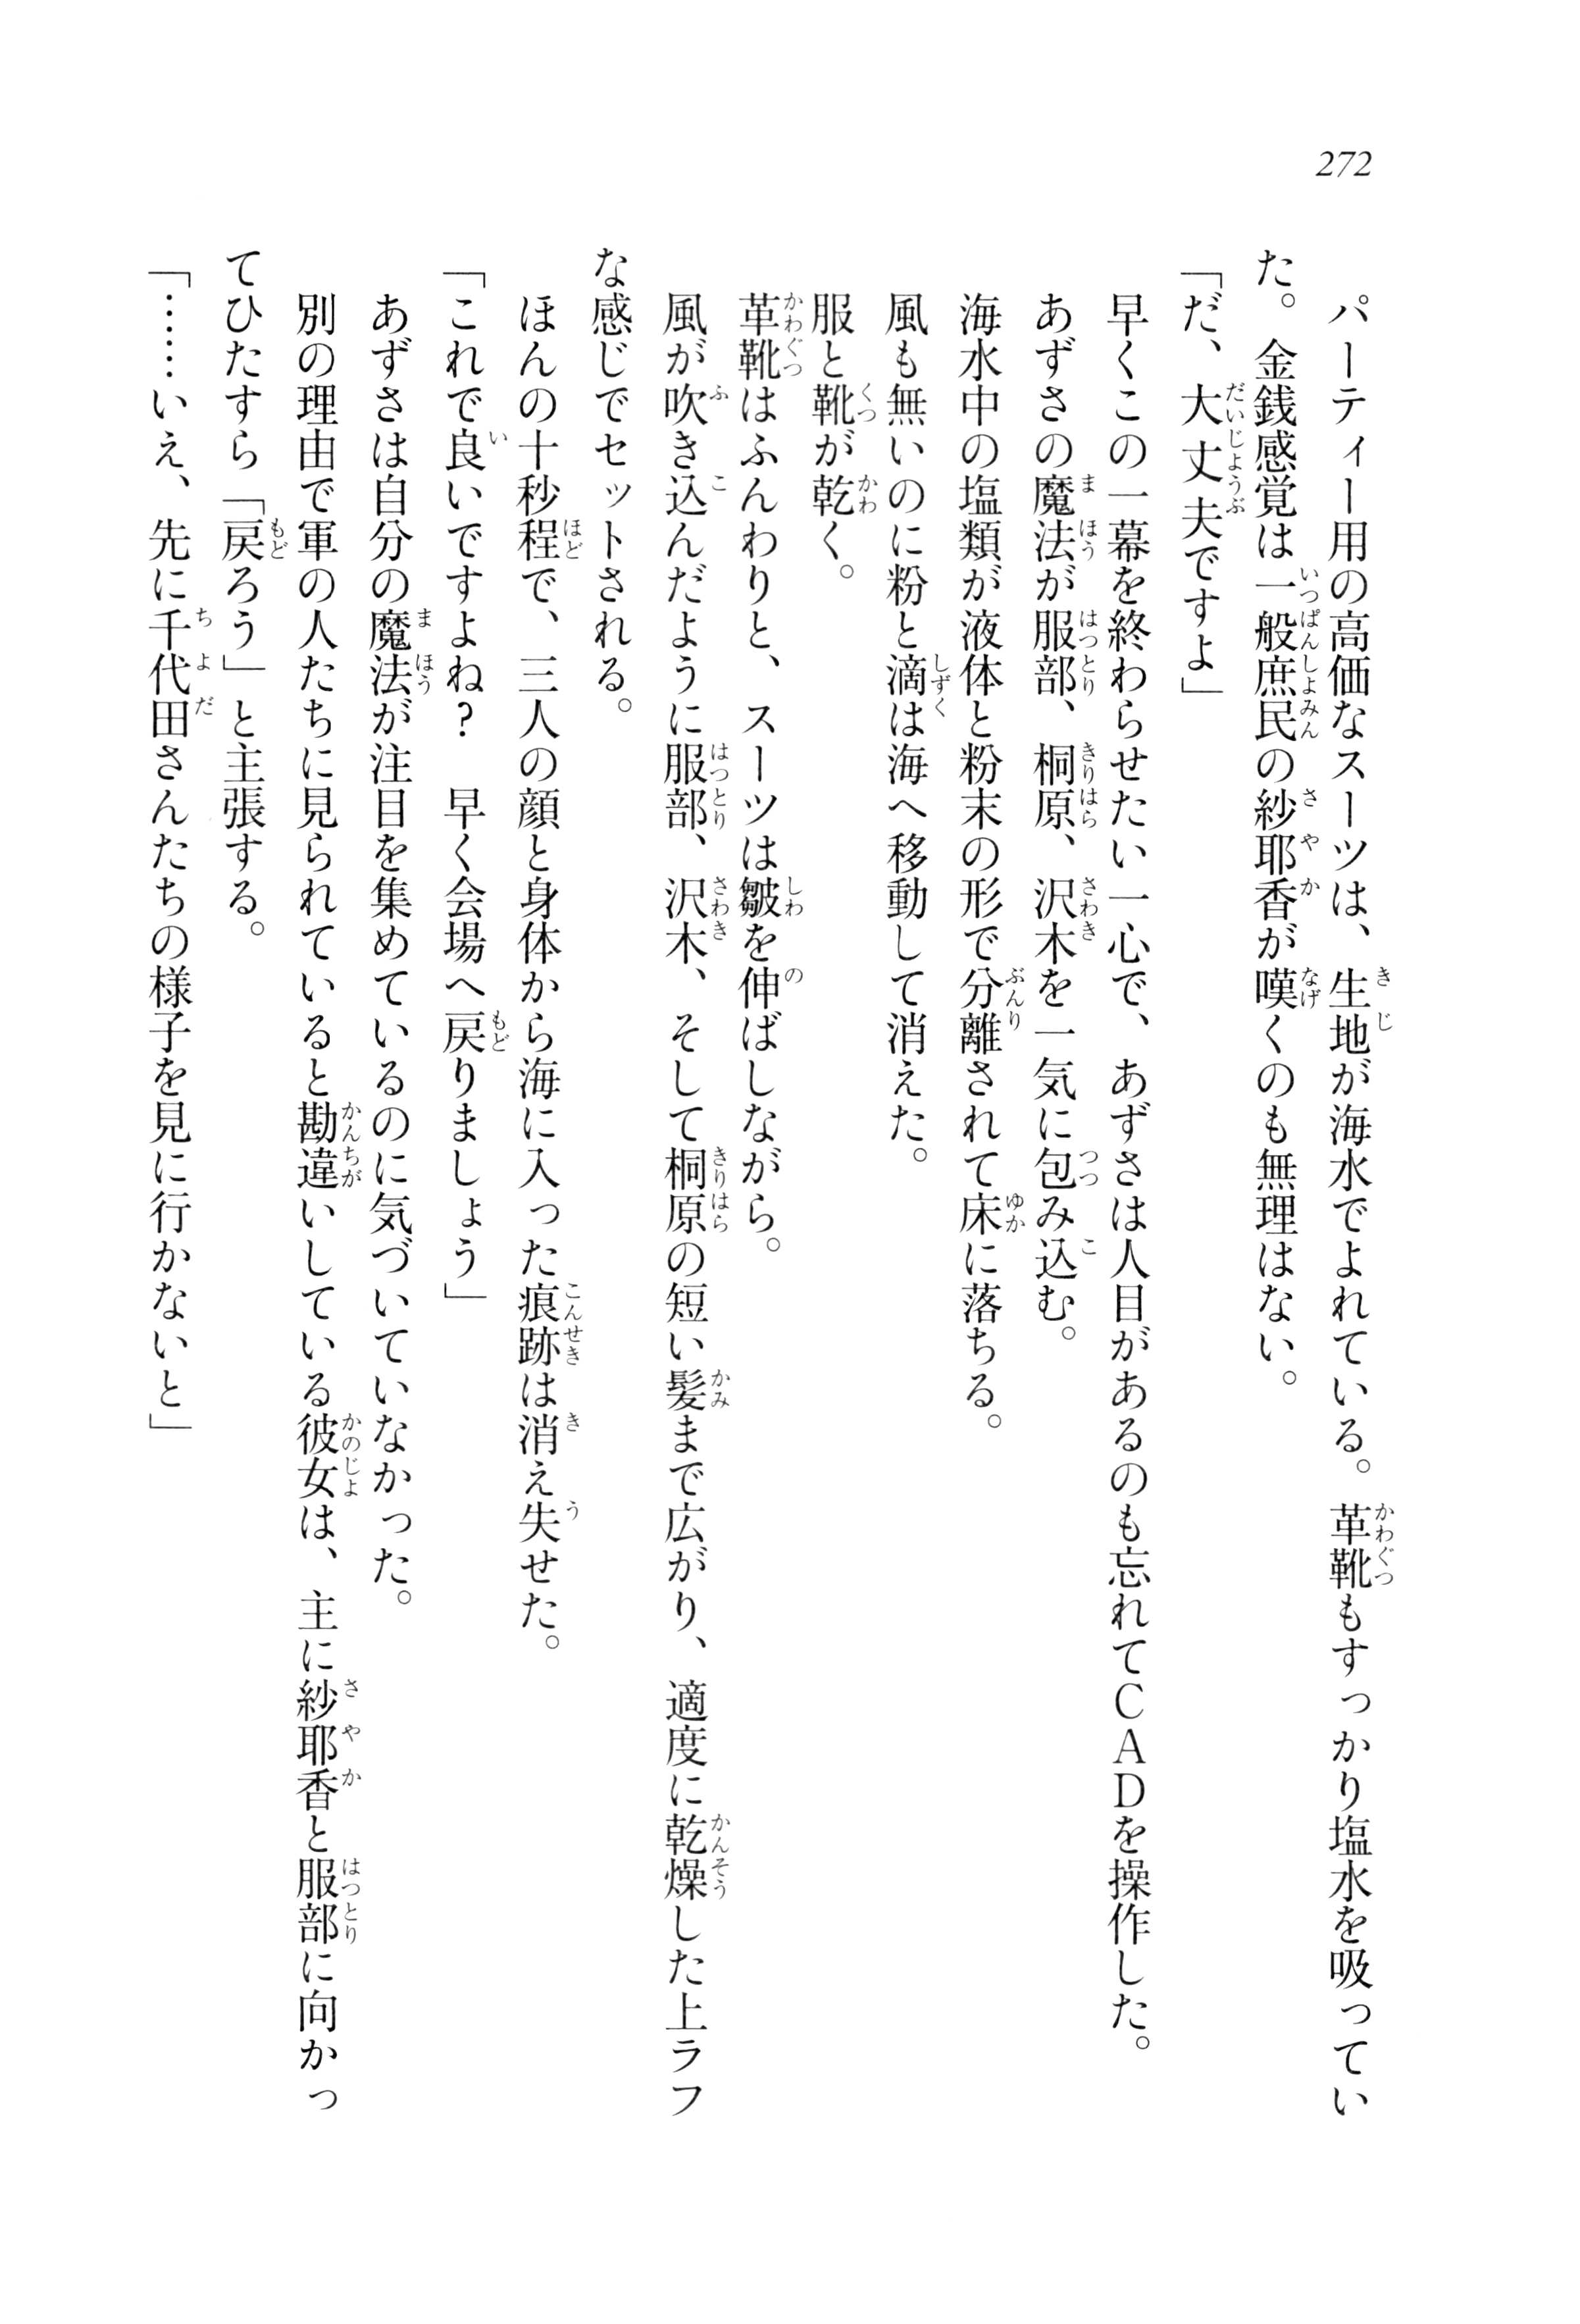 272
　パーティー用の高価なスーツは、生地が海水でよれている。革靴もすっかり塩水を吸ってい
た。金銭感覚は一般庶民の紗耶香が嘆くのも無理はない。
「だ、大丈夫ですよ」
　早くこの一幕を終わらせたい一心で、あずさは人目があるのも忘れてＣＡＤを操作した。
　あずさの魔法が服部、桐原、沢木を一気に包み込む。
　海水中の塩類が液体と粉末の形で分離されて床に落ちる。
　風も無いのに粉と滴は海へ移動して消えた。
　服と靴が乾く。
　革靴はふんわりと、スーツは皺を伸ばしながら。
　風が吹き込んだように服部、沢木、そして桐原の短い髪まで広がり、適度に乾燥した上ラフ
な感じでセットされる。
　ほんの十秒程で、三人の顔と身体から海に入った痕跡は消え失せた。
「これで良いですよね？　早く会場へ戻りましょう」
　あずさは自分の魔法が注目を集めているのに気づいていなかった。
　別の理由で軍の人たちに見られていると勘違いしている彼女は、主に紗耶香と服部に向かっ
てひたすら「戻ろう」と主張する。
「……いえ、先に千代田さんたちの様子を見に行かないと」